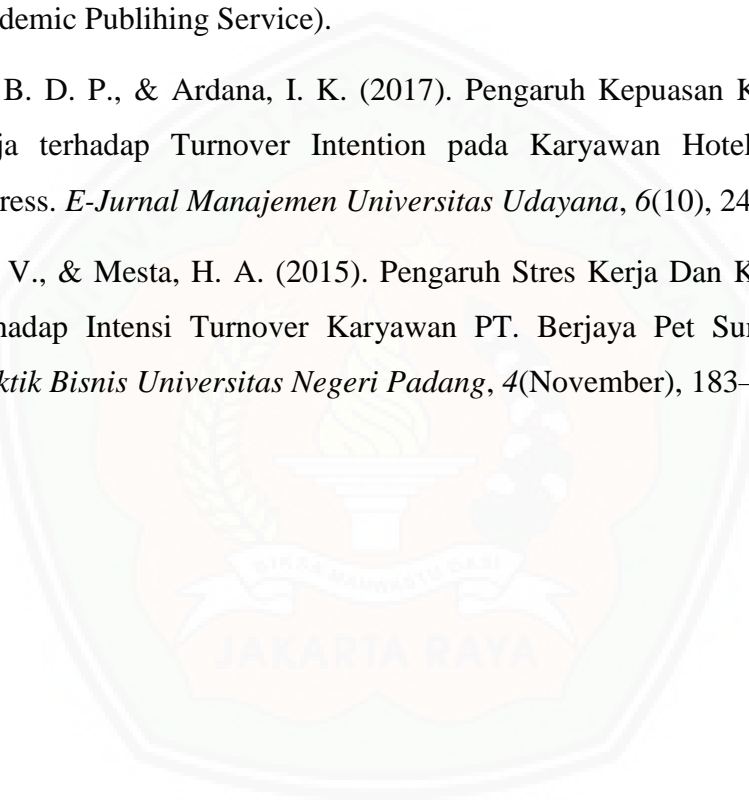 demic Publihing Service).
B. D. P., & Ardana, I. K. (2017). Pengaruh Kepuasan K
ja terhadap Turnover Intention pada Karyawan Hotel
ress. E-Jurnal Manajemen Universitas Udayana, 6(10), 24
V., & Mesta, H. A. (2015). Pengaruh Stres Kerja Dan K
hadap Intensi Turnover Karyawan PT. Berjaya Pet Sur
ktik Bisnis Universitas Negeri Padang, 4(November), 183–
JAKARTA RAYA